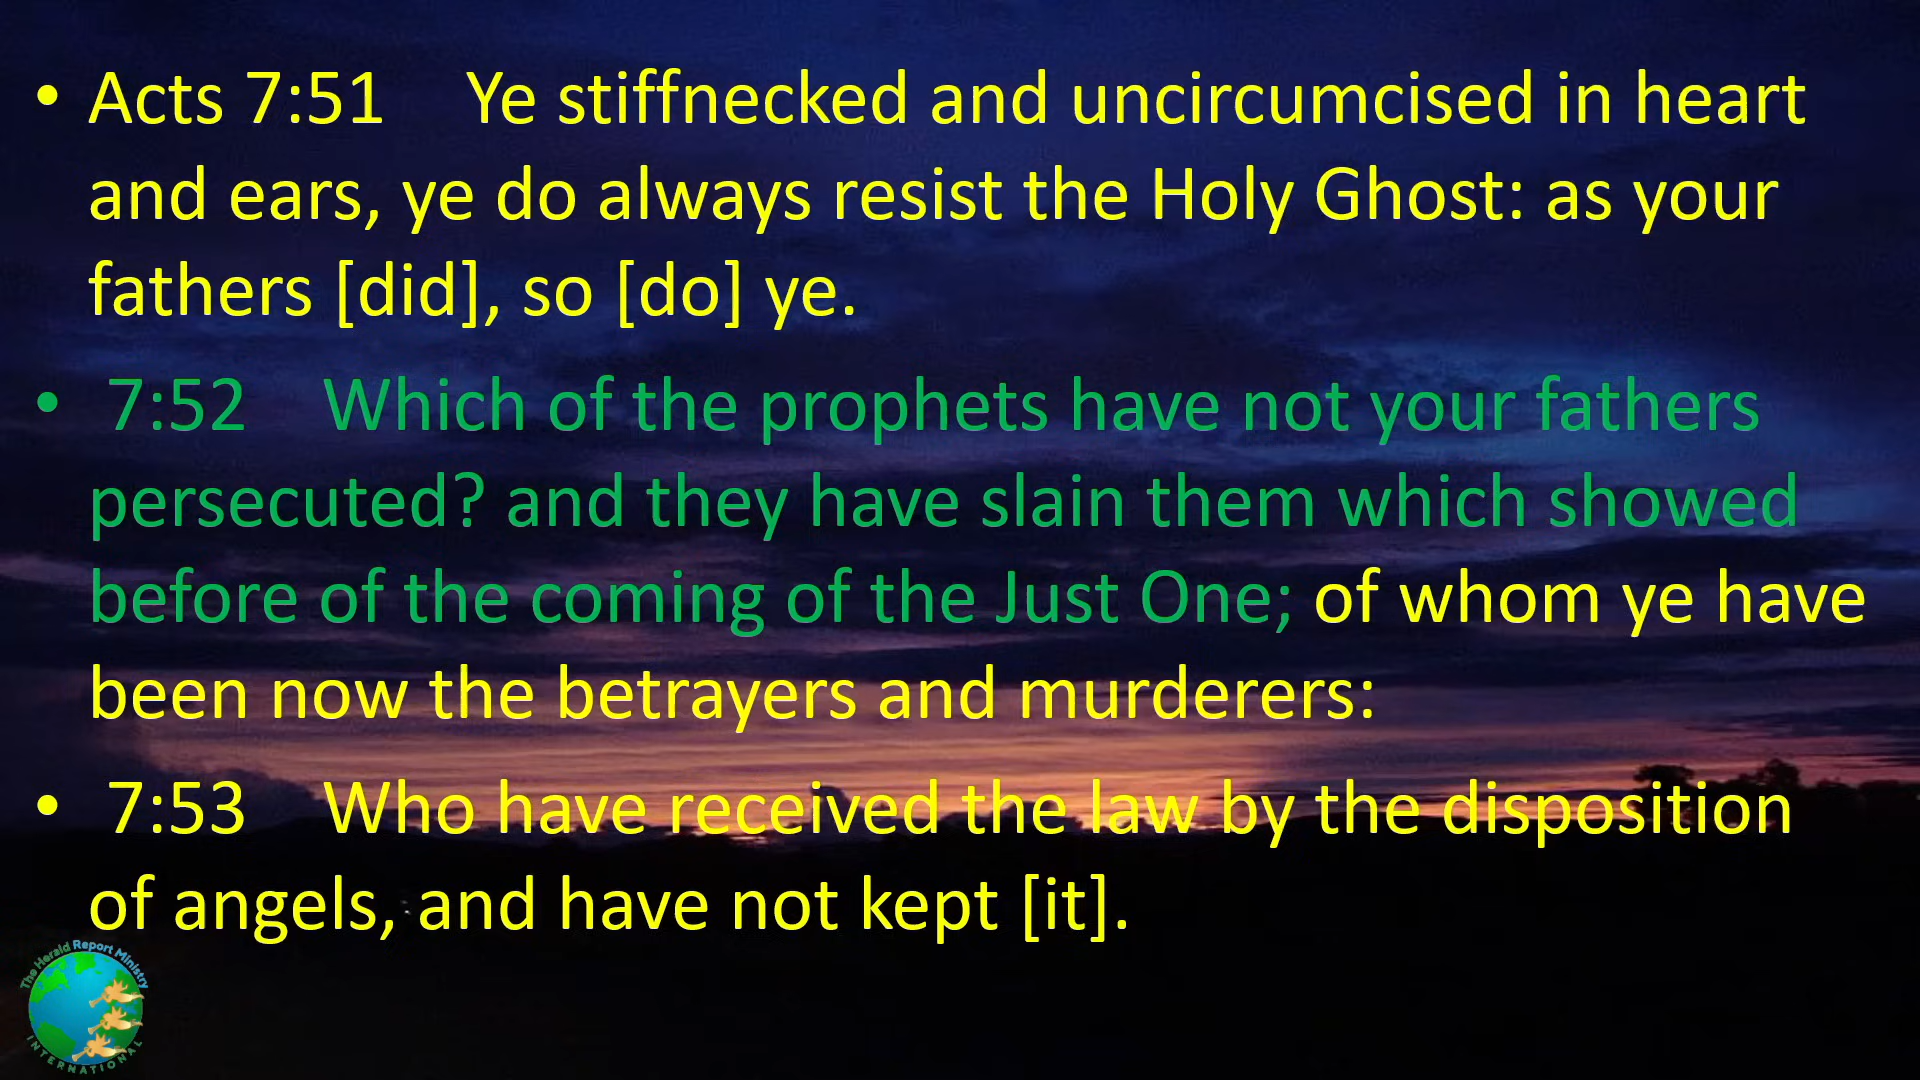 • Acts 7:51 Ye stiffnecked and uncircumcised in heart
and ears, ye do always resist the Holy Ghost: as your
fathers [did], so [do] ye.
• 7:52 Which of the prophets have not your fathers
persecuted? and they have slain them which showed
before of the coming of the Just One; of whom ye have
been now the betrayers and murderers:
• 7:53 Who have received the law by the disposition
of angels, and have not kept [it].
The Herald Report Ministry
INTERNATIONAL